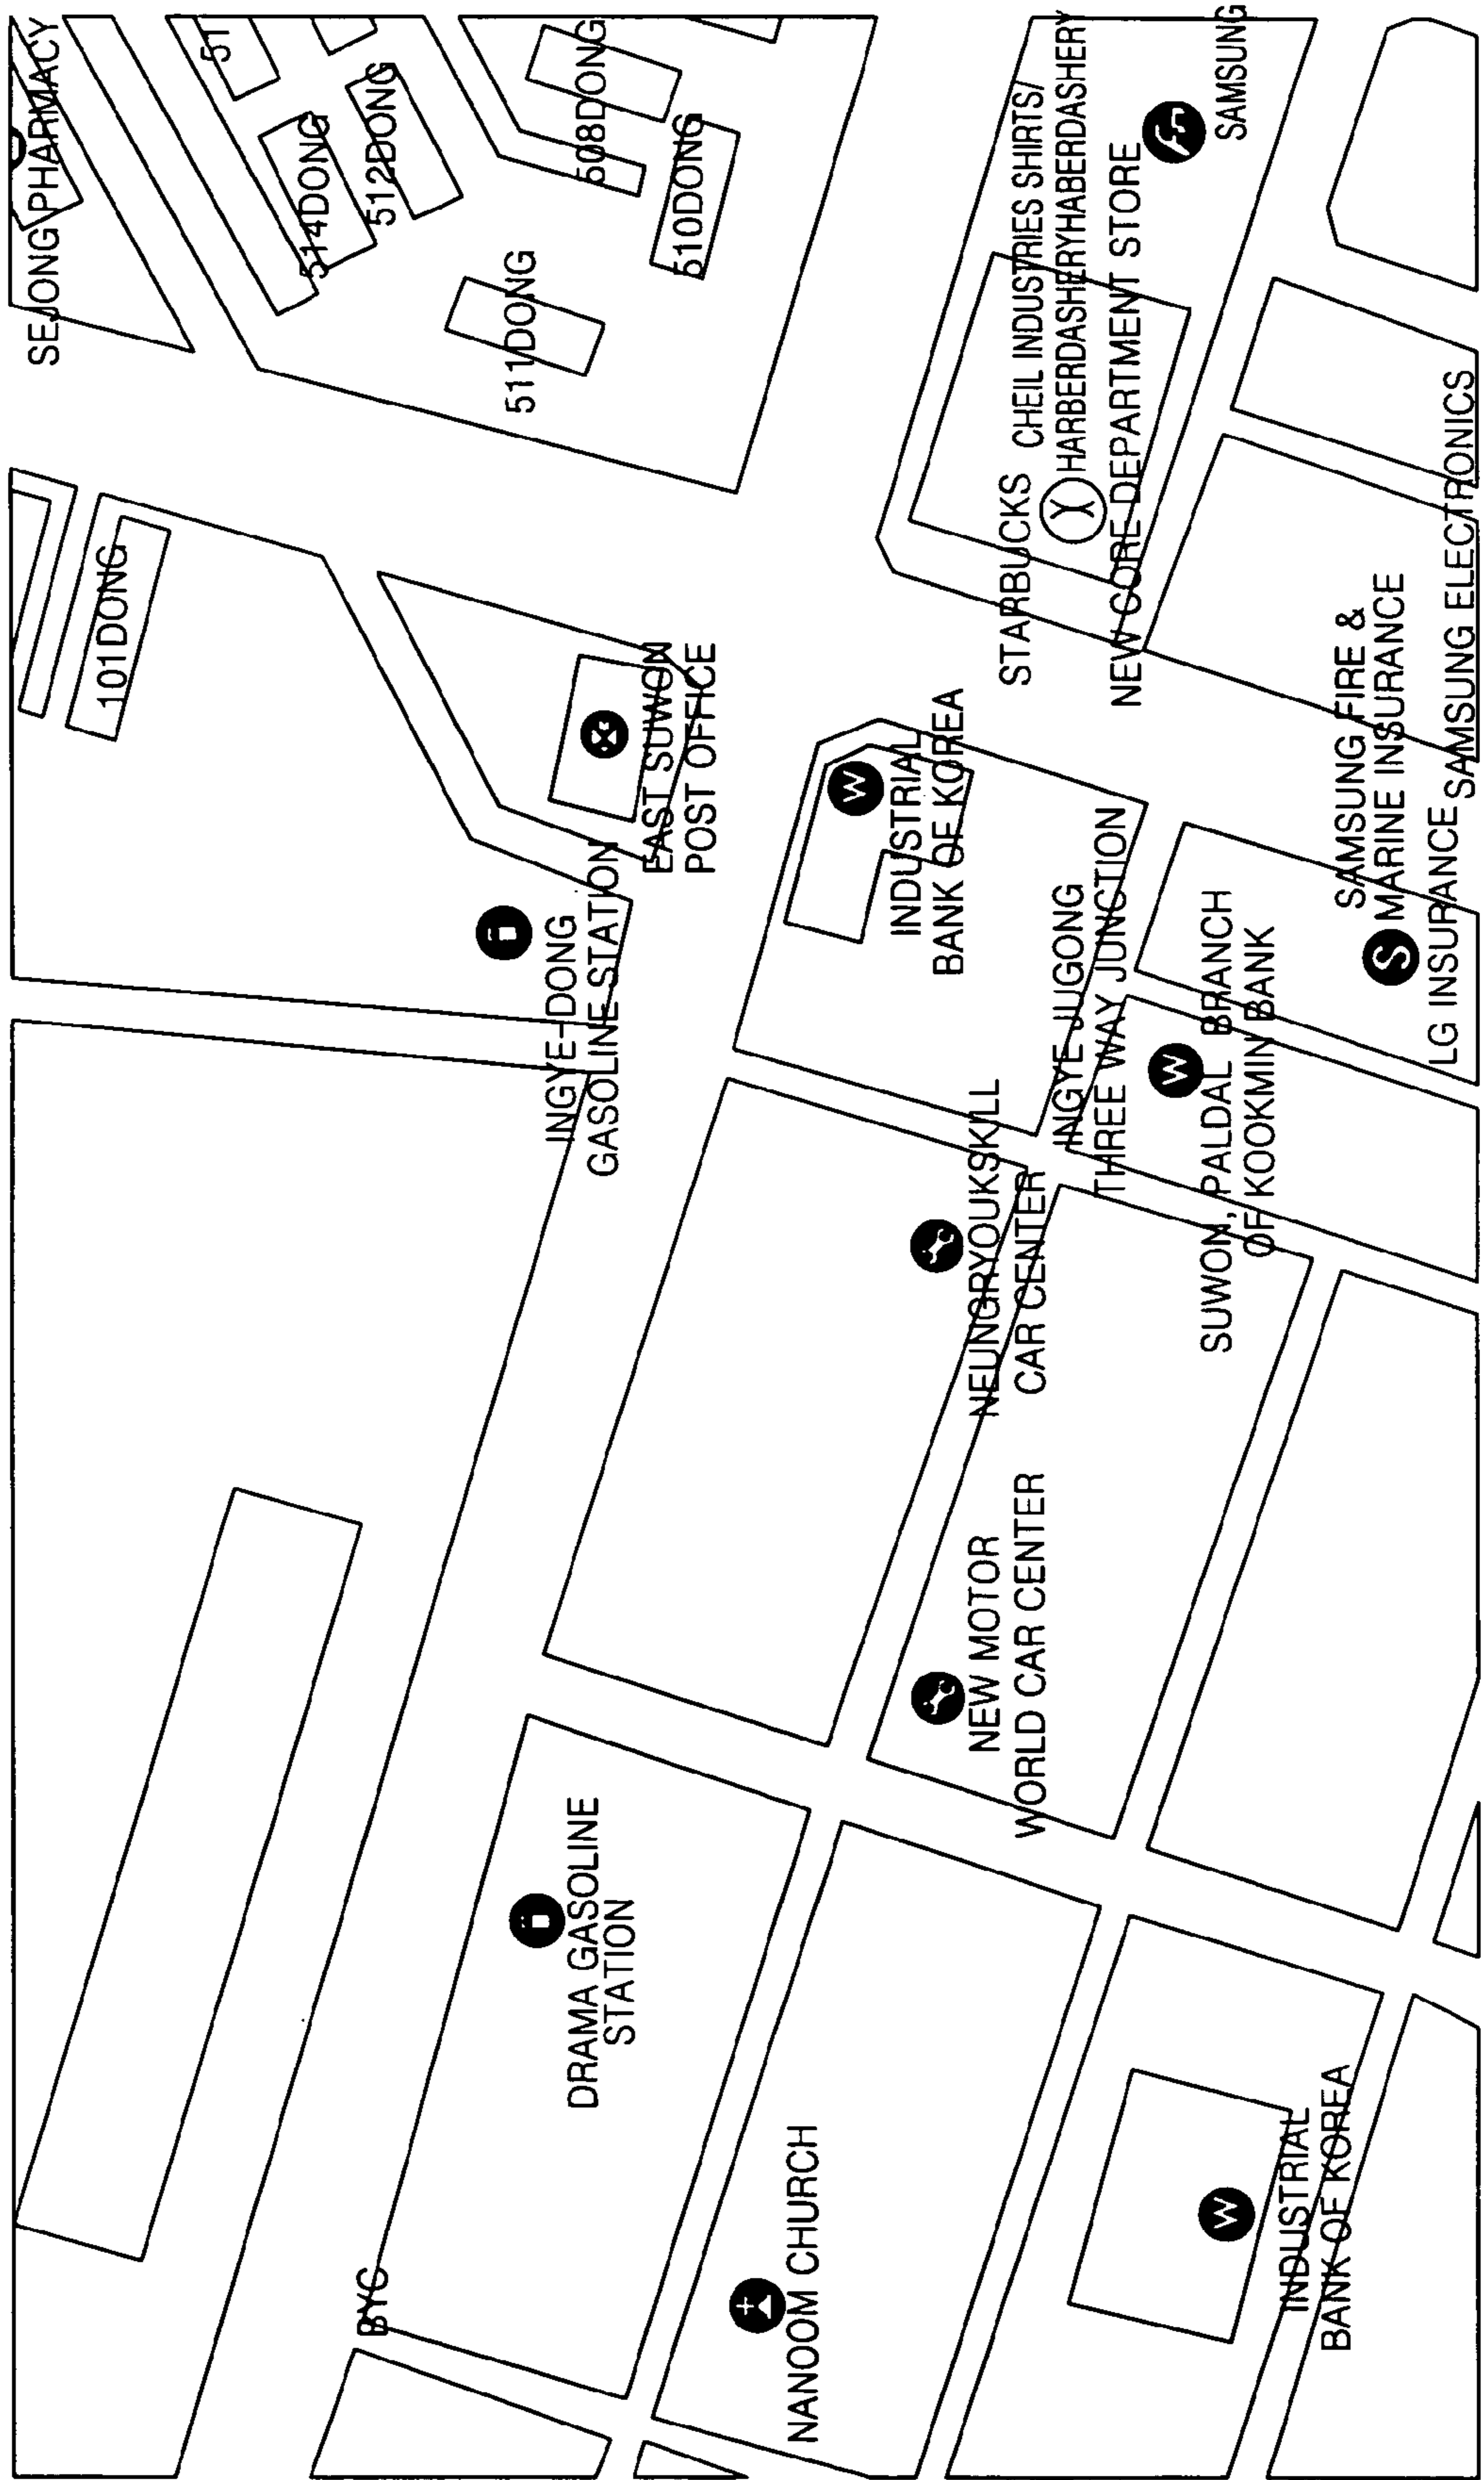 SEJONG PHARMACY
101DONG
51
514DONG
BYC
512DONG
511DONG
INGYE-DONG
GASOLINE STATION
DRAMA GASOLINE
STATION
508DONG
EAST SUWON
POST OFFICE
510DONG
NANOOM CHURCH
W
INDUSTRIAL
BANK OF KOREA
NEW MOTOR
WORLD CAR CENTER
NEUNGRYOUKSKILL
CAR CENTER
STARBUCKS
CHEIL INDUSTRIES SHIRTS/
HARBERDASHERYHABERDASHERY
NEW CORE DEPARTMENT STORE
INGYE JUGONG
THREE WAY JUNCTION
W
SUWON, PALDAL BRANCH
OF KOOKMIN BANK
SAMSUNG
W
INDUSTRIAL
BANK OF KOREA
SAMSUNG FIRE &
S MARINE INSURANCE
LG INSURANCE
SAMSUNG ELECTRONICS